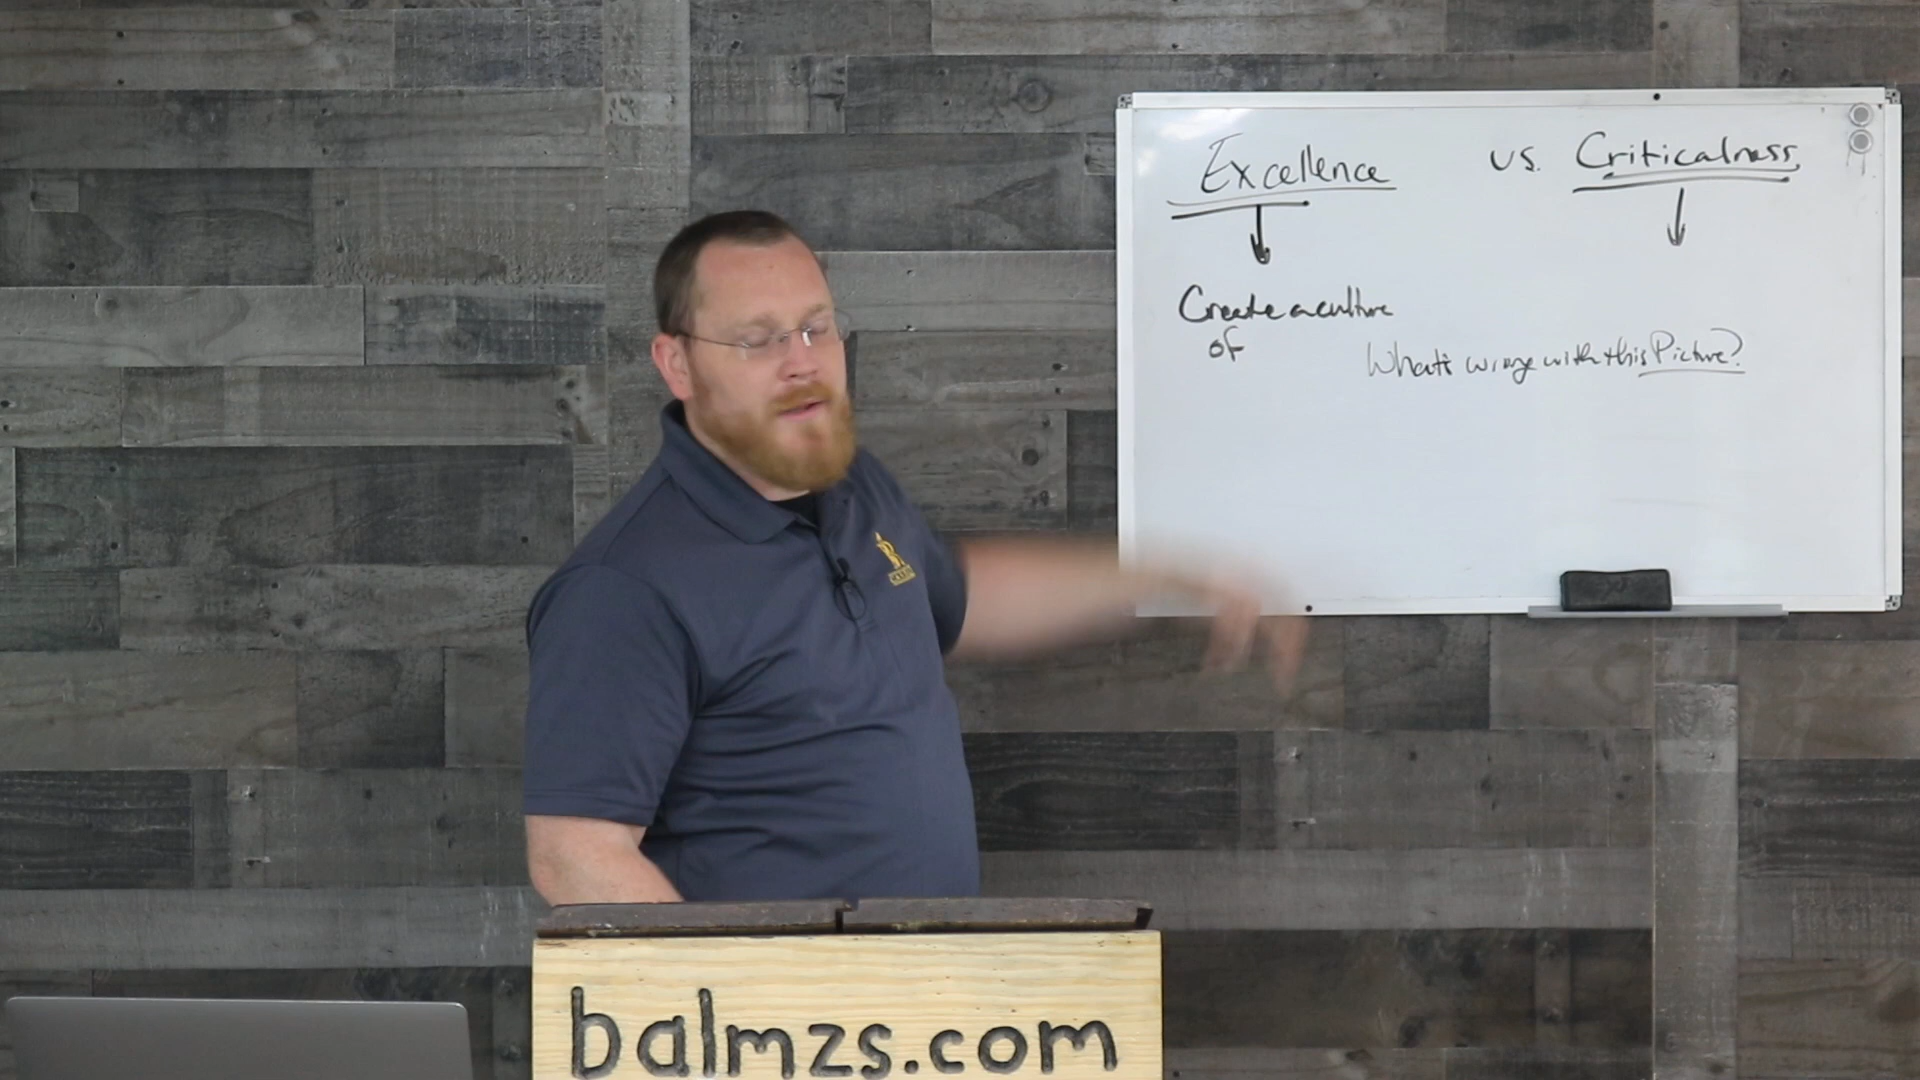 Excellence vs. Criticalness
Create a culture
of
What's wrong with this Picture?
balmzs.com